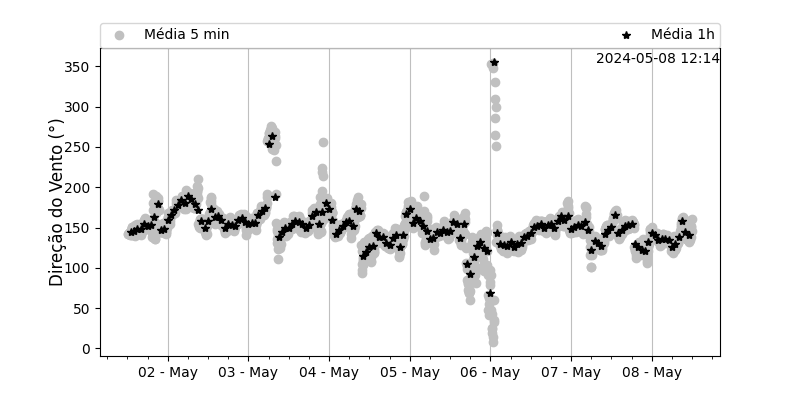 Média 5 min
Média 1h
2024-05-08 12:14
Direção do Vento (°)
350
300
250
200
150
100
50
0
02 - May
03 - May
04 - May
05 - May
06 - May
07 - May
08 - May